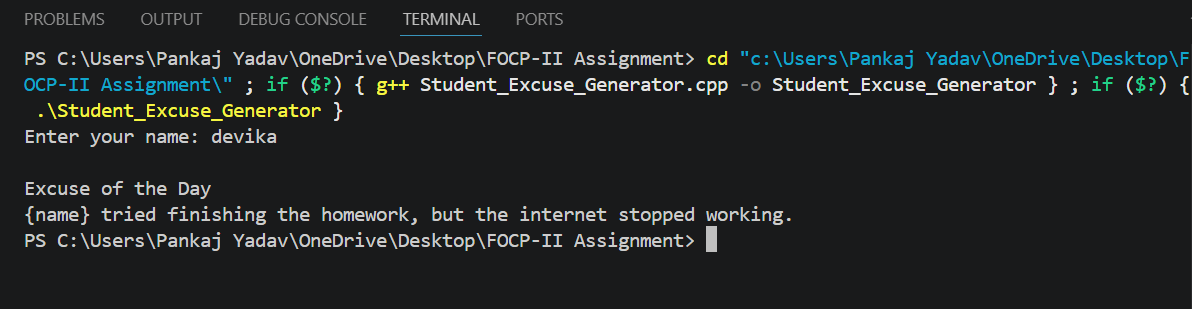 PROBLEMS OUTPUT DEBUG CONSOLE TERMINAL PORTS
PS C:\Users\Pankaj Yadav\OneDrive\Desktop\FOCP-II Assignment> cd "c:\Users\Pankaj Yadav\OneDrive\Desktop\F
OCP-II Assignment\" ; if ($?) { g++ Student_Excuse_Generator.cpp -o Student_Excuse_Generator } ; if ($?) {
 .\Student_Excuse_Generator }
Enter your name: devika
Excuse of the Day
{name} tried finishing the homework, but the internet stopped working.
PS C:\Users\Pankaj Yadav\OneDrive\Desktop\FOCP-II Assignment>